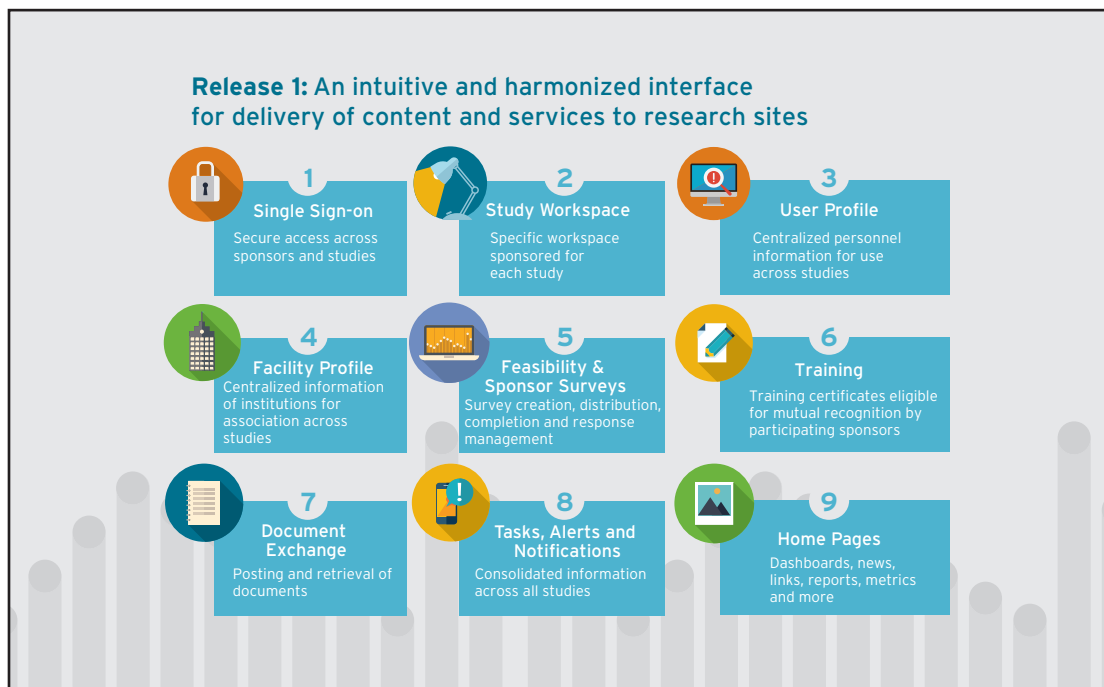 Release 1: An intuitive and harmonized interface
for delivery of content and services to research sites
1
Single Sign-on
Secure access across
sponsors and studies
2
Study Workspace
Specific workspace
sponsored for
each study
3
User Profile
Centralized personnel
information for use
across studies
4
Facility Profile
Centralized information
of institutions for
association across
studies
5
Feasibility &
Sponsor Surveys
Survey creation, distribution,
completion and response
management
6
Training
Training certificates eligible
for mutual recognition by
participating sponsors
7
Document
Exchange
Posting and retrieval of
documents
8
Tasks, Alerts and
Notifications
Consolidated information
across all studies
9
Home Pages
Dashboards, news,
links, reports, metrics
and more